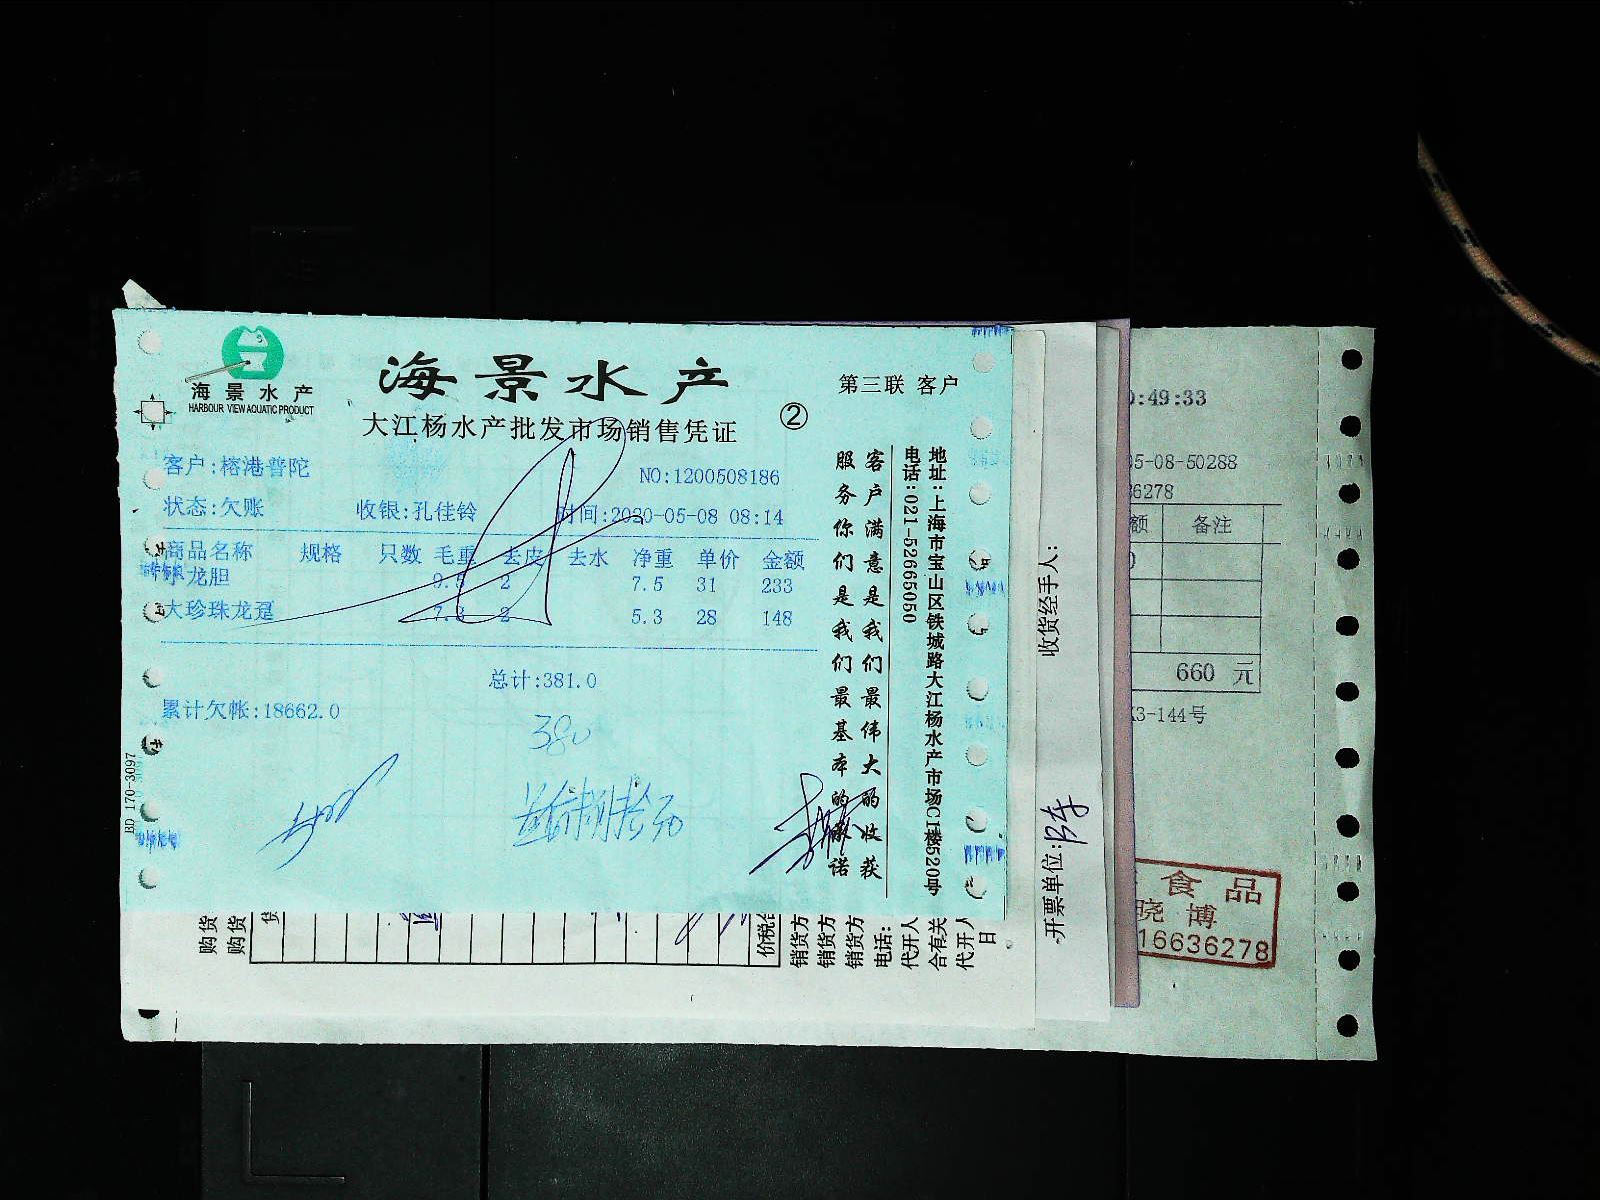 海景水产
HARBOUR VIEW AQUATIC PRODUCT
海景水产
大江杨水产批发市场销售凭证
②
第三联 客户
客户:榕港普陀
NO:1200508186
状态:欠账 收银:孔佳铃 时间:2020-05-08 08:14
商品名称 规格 只数 毛重 去皮 去水 净重 单价 金额
龙胆 9.5 2 7.5 31 233
大珍珠龙趸 7.3 2 5.3 28 148
总计:381.0
累计欠帐:18662.0
380
BD 170-3097
客户满意是我们最伟大的收获
服务你们是我们最基本的承诺
地址:上海市宝山区铁城路大江杨水产市场C1楼520号
电话:021-52665050
购货
购货
货
价税
销货方
销货方
销货方
电话:
代开人
合有关
代开人
日
收货经手人:
开票单位:
:49:33
05-08-50288
36278
额 备注
660 元
3-144号
食品
晓博
16636278